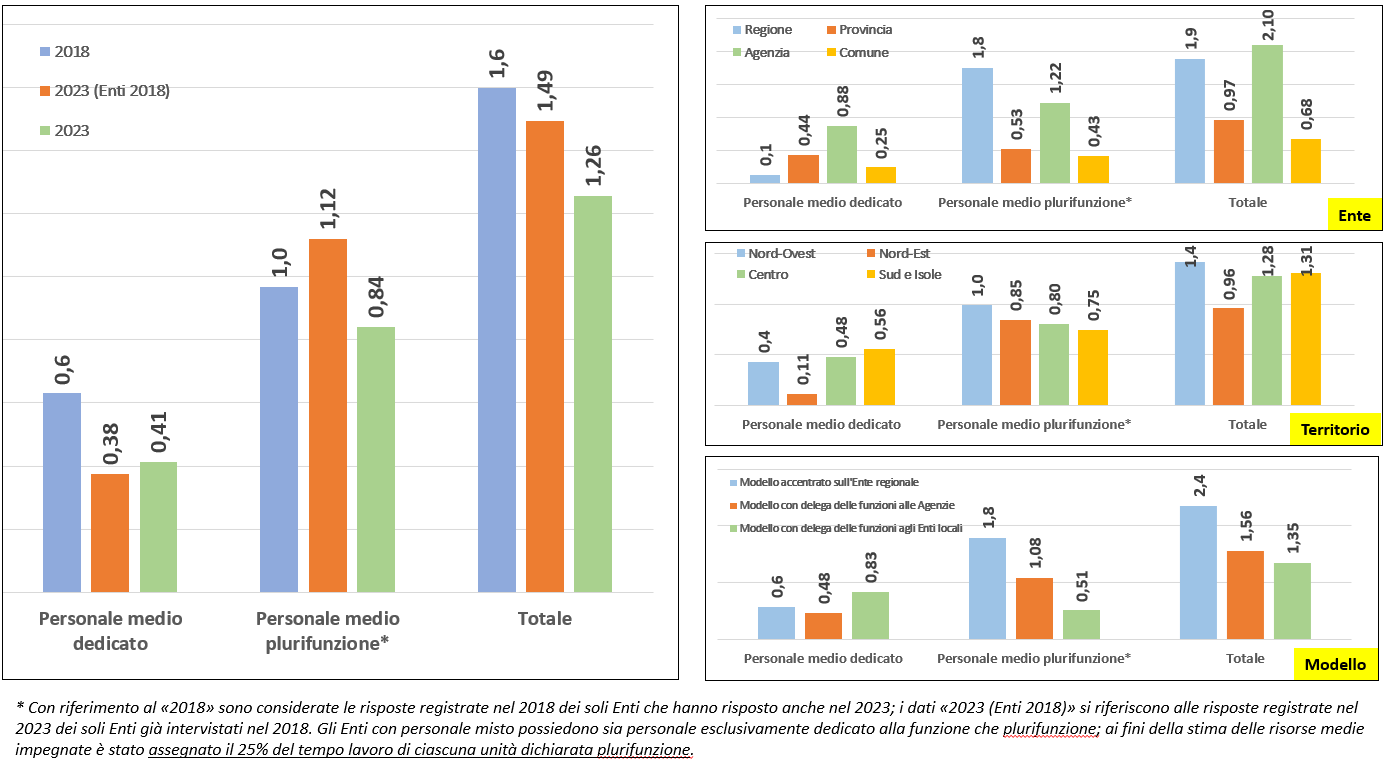 2018
2023 (Enti 2018)
2023
0,6
0,38
0,41
1,0
1,12
0,84
1,6
1,49
1,26
Personale medio dedicato
Personale medio plurifunzione*
Totale
Regione
Provincia
Agenzia
Comune
0,1
0,44
0,88
0,25
1,8
0,53
1,22
0,43
1,9
0,97
2,10
0,68
Personale medio dedicato
Personale medio plurifunzione*
Totale
Ente
Nord-Ovest
Nord-Est
Centro
Sud e Isole
0,4
0,11
0,48
0,56
1,0
0,85
0,80
0,75
1,4
0,96
1,28
1,31
Personale medio dedicato
Personale medio plurifunzione*
Totale
Territorio
Modello accentrato sull'Ente regionale
Modello con delega delle funzioni alle Agenzie
Modello con delega delle funzioni agli Enti locali
0,6
0,48
0,83
1,8
1,08
0,51
2,4
1,56
1,35
Personale medio dedicato
Personale medio plurifunzione*
Totale
Modello
* Con riferimento al «2018» sono considerate le risposte registrate nel 2018 dei soli Enti che hanno risposto anche nel 2023; i dati «2023 (Enti 2018)» si riferiscono alle risposte registrate nel
2023 dei soli Enti già intervistati nel 2018. Gli Enti con personale misto possiedono sia personale esclusivamente dedicato alla funzione che plurifunzione; ai fini della stima delle risorse medie
impegnate è stato assegnato il 25% del tempo lavoro di ciascuna unità dichiarata plurifunzione.